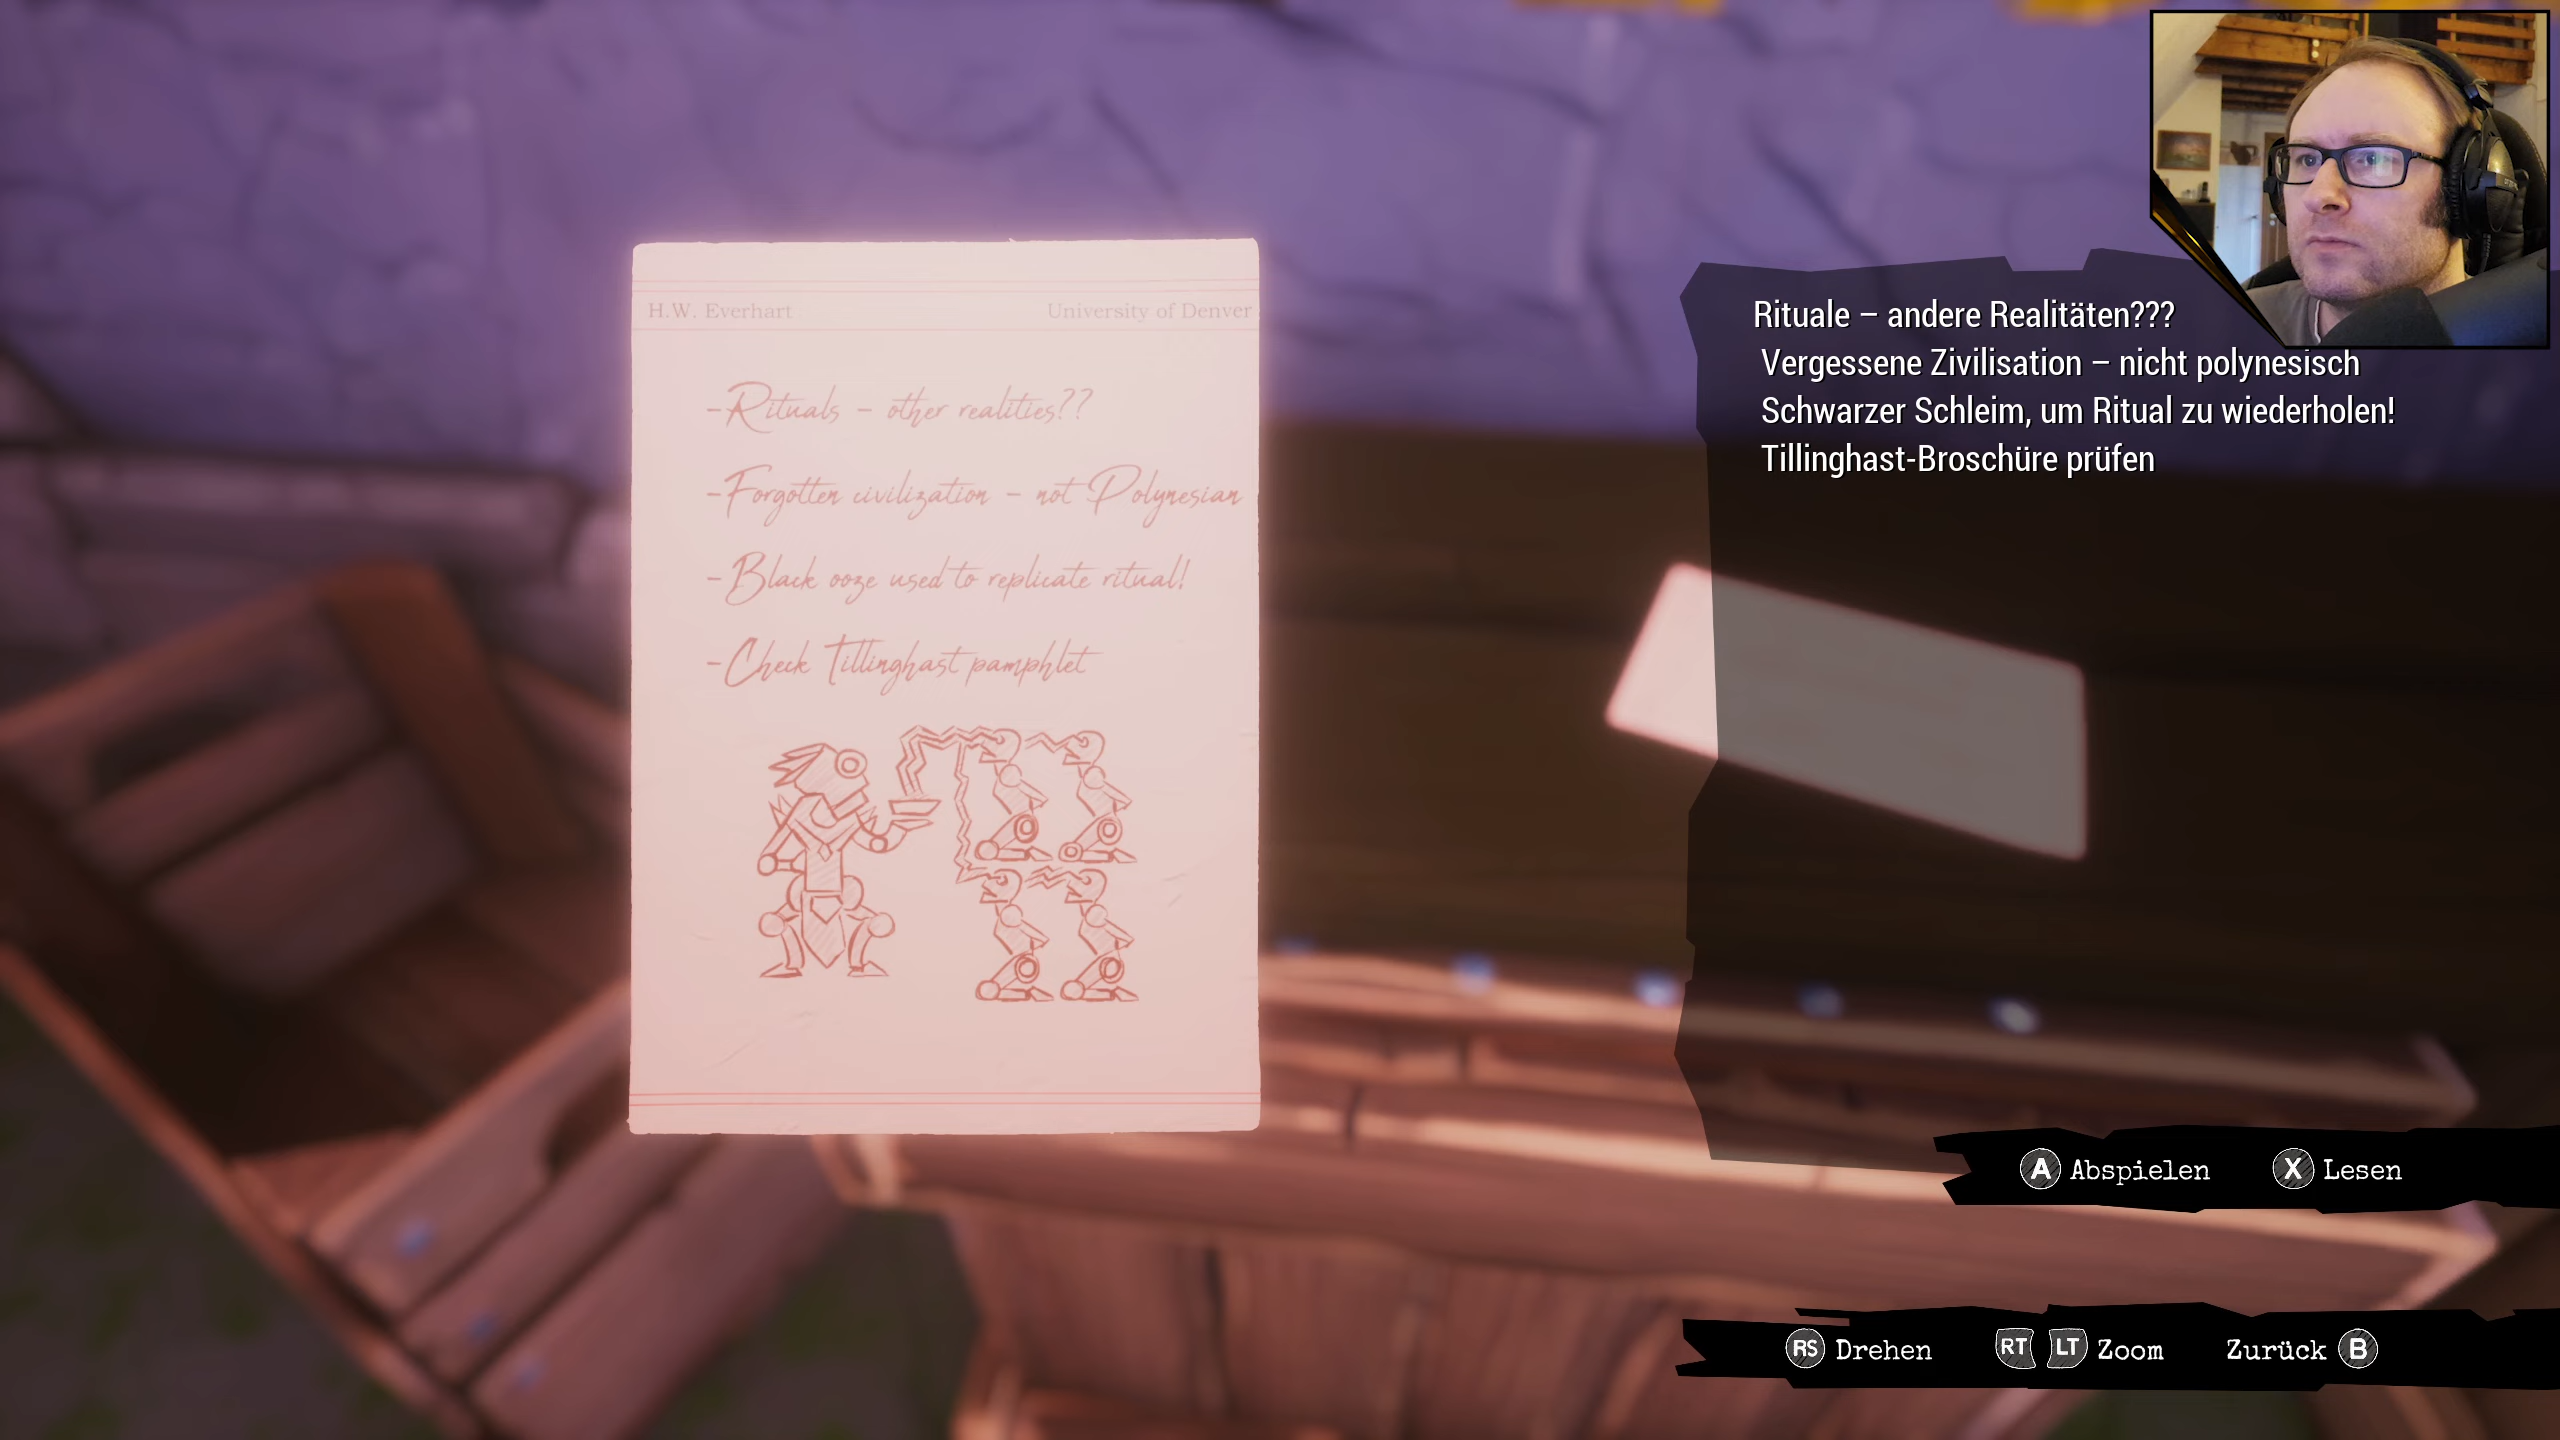 H.W. Everhart University of Denver
-Rituals - other realities??
-Forgotten civilization - not Polynesian
-Black ooze used to replicate ritual!
-Check Tillinghast pamphlet
Rituale – andere Realitäten???
Vergessene Zivilisation – nicht polynesisch
Schwarzer Schleim, um Ritual zu wiederholen!
Tillinghast-Broschüre prüfen
A Abspielen X Lesen
RS Drehen RT LT Zoom Zurück B